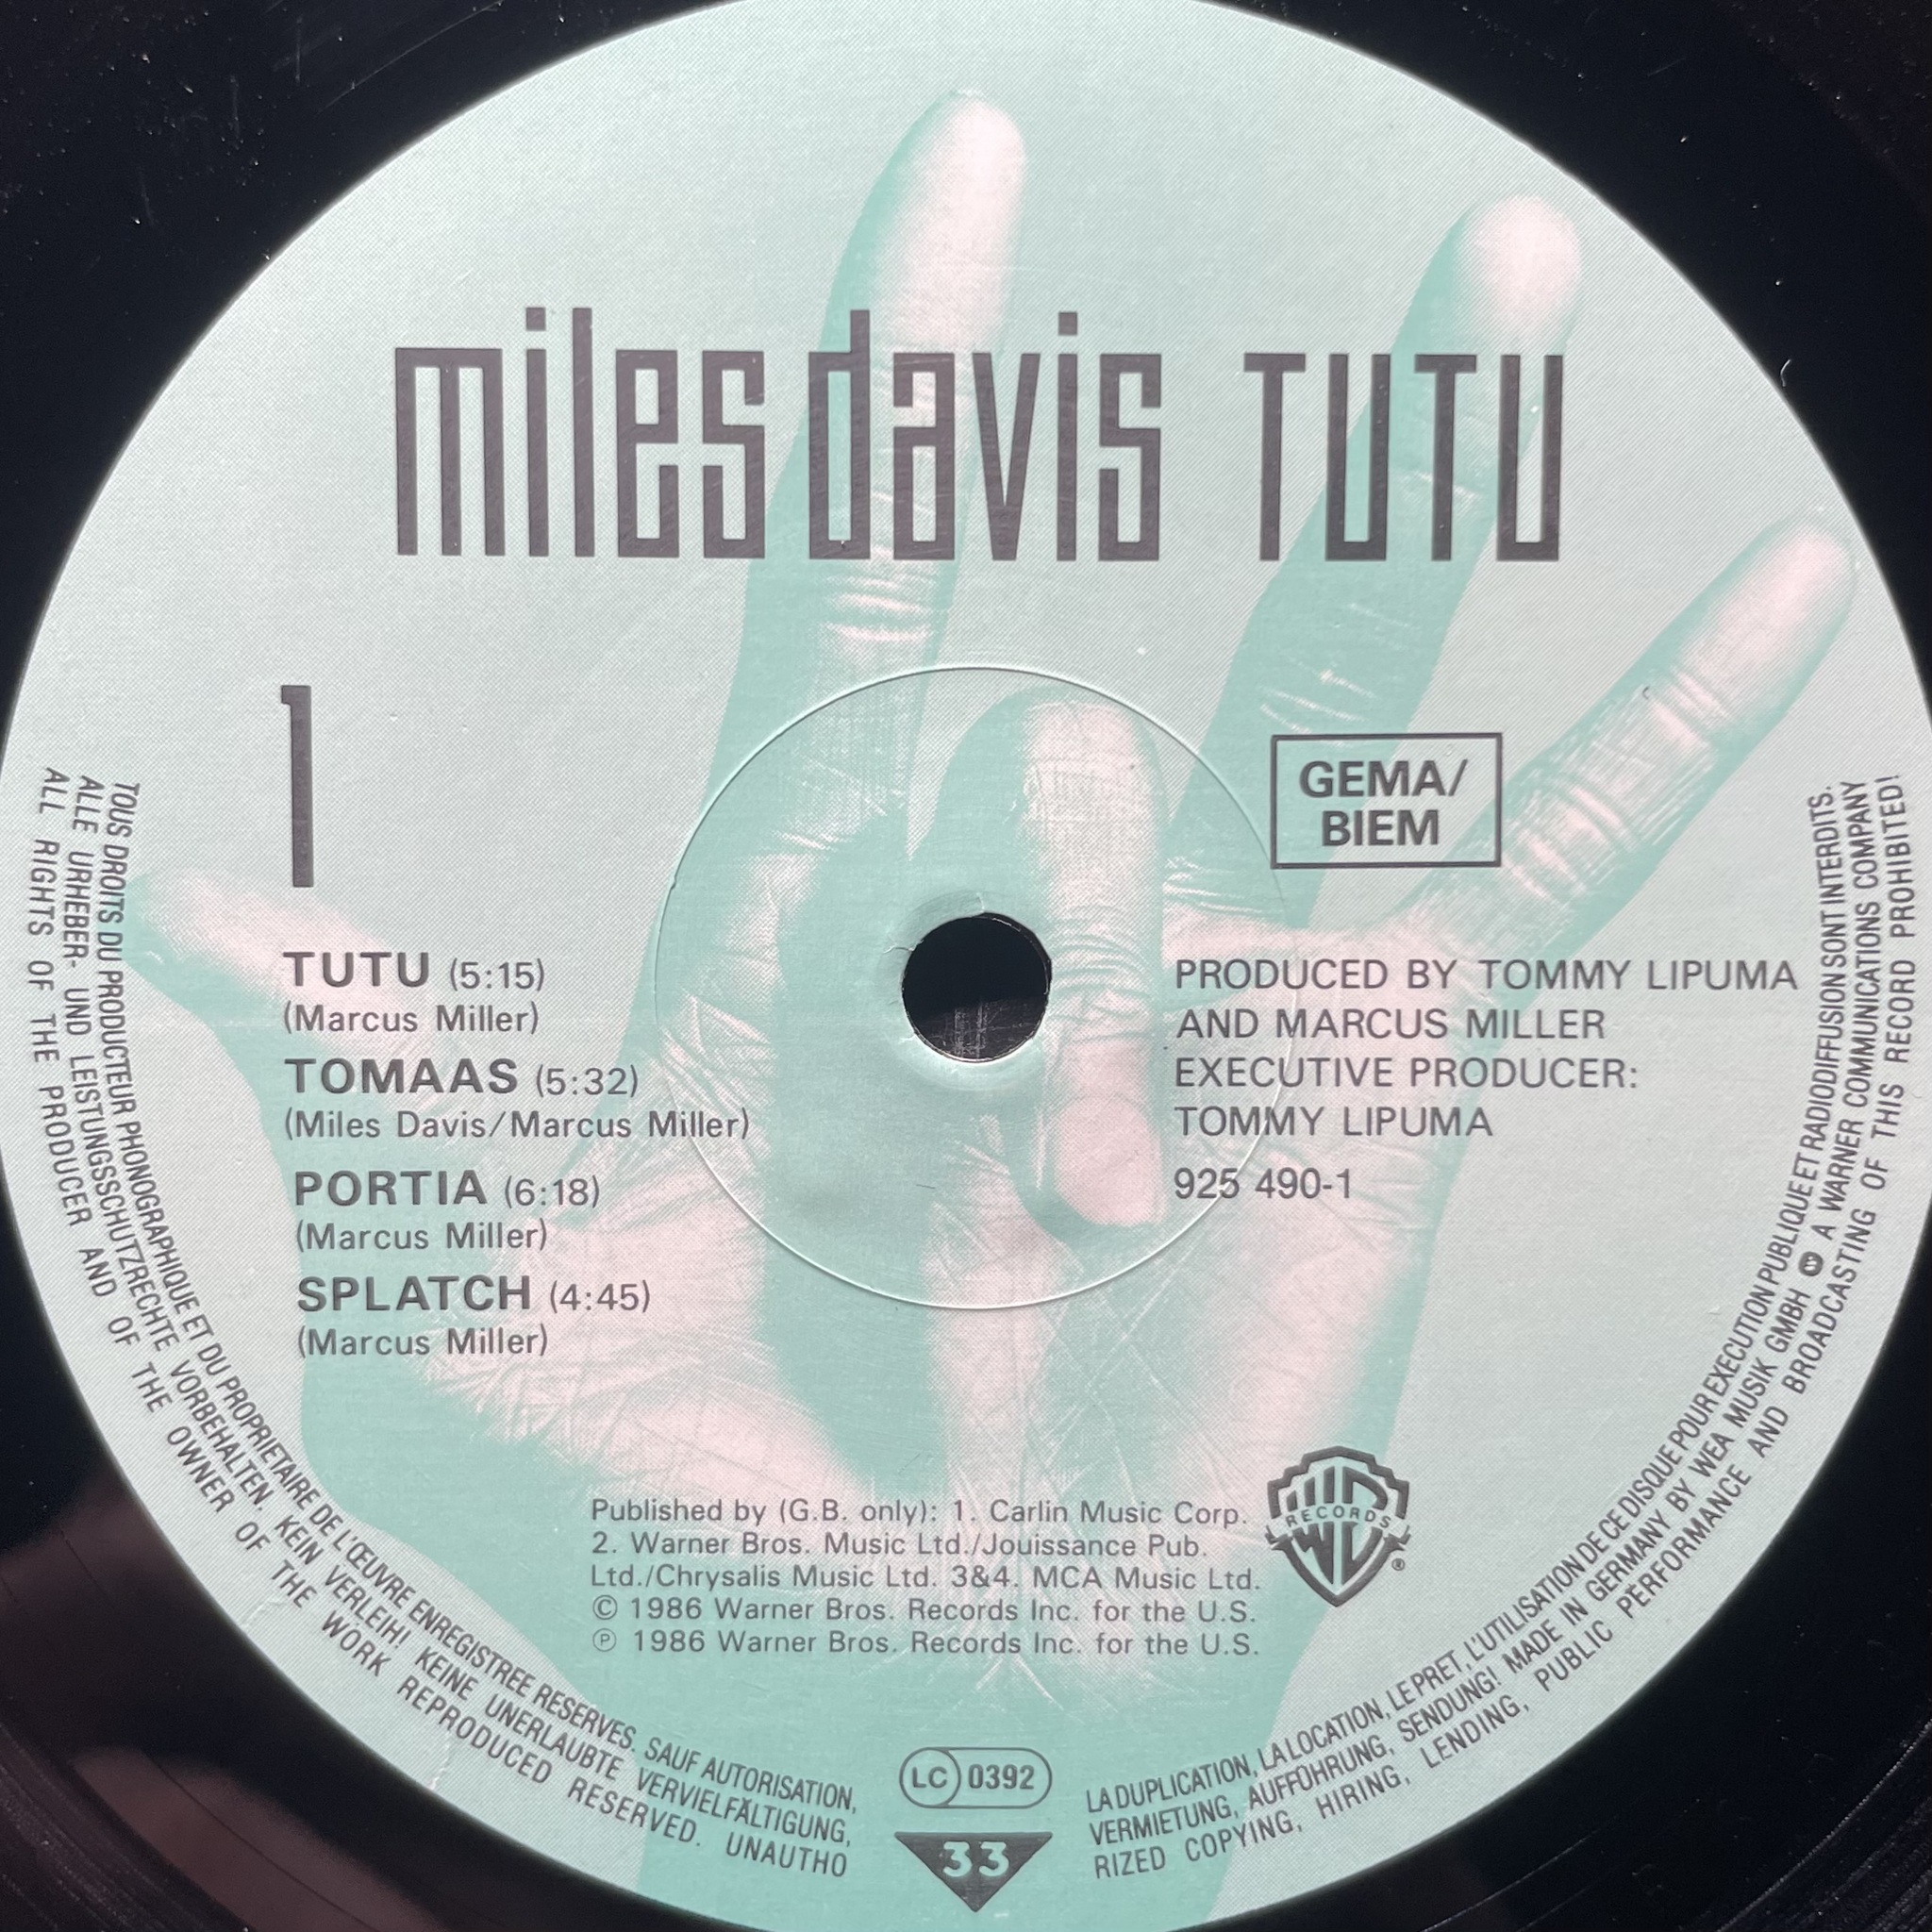 miles davis TUTU
1
GEMA/
BIEM
TUTU (5:15)
(Marcus Miller)
TOMAAS (5:32)
(Miles Davis/Marcus Miller)
PORTIA (6:18)
(Marcus Miller)
SPLATCH (4:45)
(Marcus Miller)
PRODUCED BY TOMMY LIPUMA
AND MARCUS MILLER
EXECUTIVE PRODUCER:
TOMMY LIPUMA
925 490-1
Published by (G.B. only): 1. Carlin Music Corp.
2. Warner Bros. Music Ltd./Jouissance Pub.
Ltd./Chrysalis Music Ltd. 3&4. MCA Music Ltd.
© 1986 Warner Bros. Records Inc. for the U.S.
℗ 1986 Warner Bros. Records Inc. for the U.S.
WB RECORDS ®
TOUS DROITS DU PRODUCTEUR PHONOGRAPHIQUE ET DU PROPRIETAIRE DE L'ŒUVRE ENREGISTREE RESERVES. SAUF AUTORISATION, LA DUPLICATION, LA LOCATION, LE PRET, L'UTILISATION DE CE DISQUE POUR EXECUTION PUBLIQUE ET RADIODIFFUSION SONT INTERDITS.
ALLE URHEBER- UND LEISTUNGSSCHUTZRECHTE VORBEHALTEN. KEIN VERLEIH! KEINE UNERLAUBTE VERVIELFÄLTIGUNG, VERMIETUNG, AUFFÜHRUNG, SENDUNG! MADE IN GERMANY BY WEA MUSIK GMBH W A WARNER COMMUNICATIONS COMPANY
ALL RIGHTS OF THE PRODUCER AND OF THE OWNER OF THE WORK REPRODUCED RESERVED. UNAUTHORIZED COPYING, HIRING, LENDING, PUBLIC PERFORMANCE AND BROADCASTING OF THIS RECORD PROHIBITED!
LC 0392
33